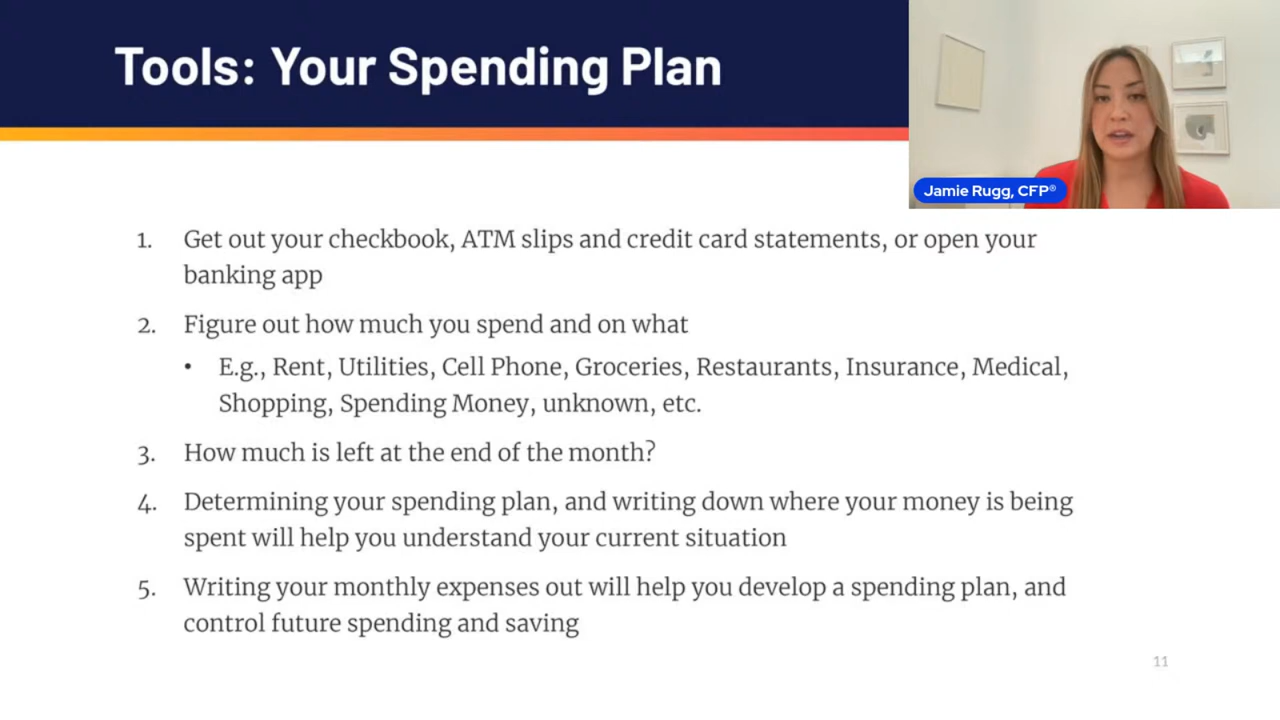 Tools: Your Spending Plan
Jamie Rugg, CFP®
1. Get out your checkbook, ATM slips and credit card statements, or open your
banking app
2. Figure out how much you spend and on what
• E.g., Rent, Utilities, Cell Phone, Groceries, Restaurants, Insurance, Medical,
Shopping, Spending Money, unknown, etc.
3. How much is left at the end of the month?
4. Determining your spending plan, and writing down where your money is being
spent will help you understand your current situation
5. Writing your monthly expenses out will help you develop a spending plan, and
control future spending and saving
11